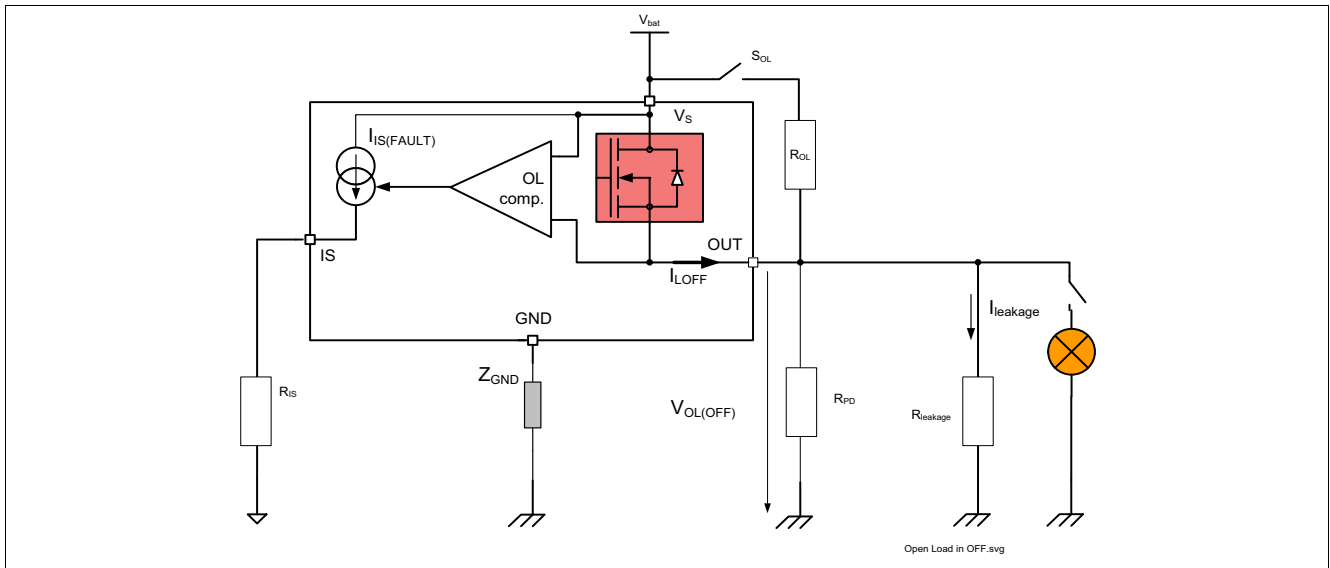 Vbat
SOL
VS
IIS(FAULT)
ROL
OL
comp.
OUT
IS
ILOFF
Ileakage
GND
ZGND
RIS
VOL(OFF)
RPD
Rleakage
Open Load in OFF.svg